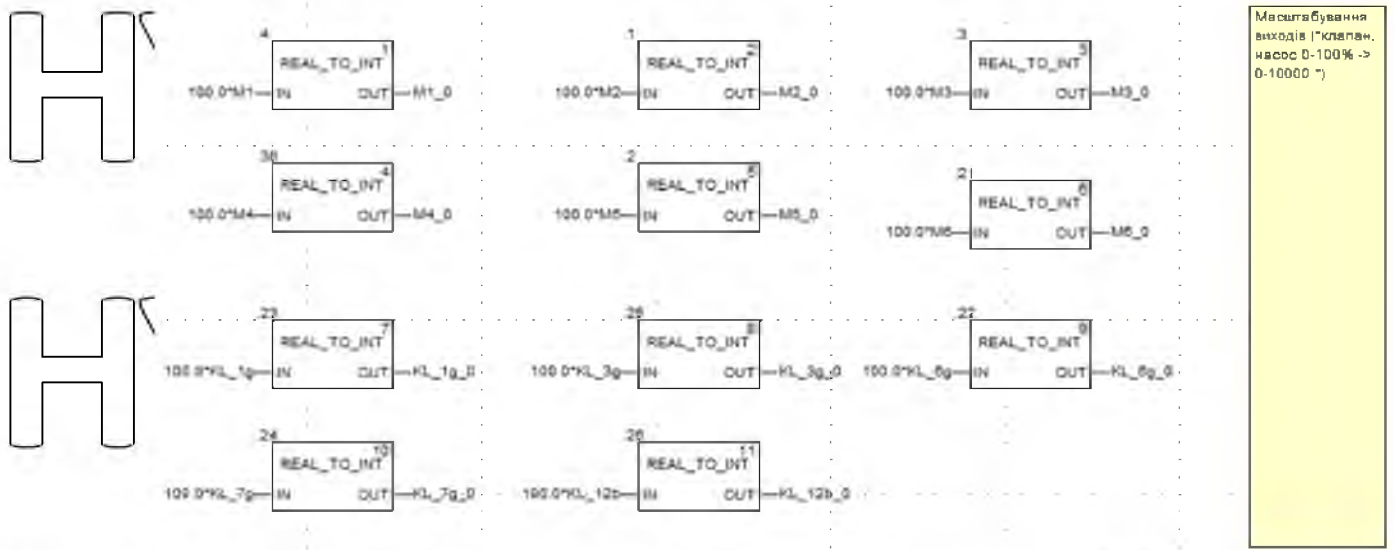 Н
4 1 REAL_TO_INT
100.0*M1 IN OUT M1_0
1 2 REAL_TO_INT
100.0*M2 IN OUT M2_0
3 3 REAL_TO_INT
100.0*M3 IN OUT M3_0
Масштабування
виходів (*клапан,
насос 0-100% ->
0-10000 *)
4 REAL_TO_INT
100.0*M4 IN OUT M4_0
2 5 REAL_TO_INT
100.0*M5 IN OUT M5_0
21 6 REAL_TO_INT
100.0*M6 IN OUT M6_0
Н
23 7 REAL_TO_INT
100.0*KL_1g IN OUT KL_1g_0
8 REAL_TO_INT
100.0*KL_3g IN OUT KL_3g_0
22 9 REAL_TO_INT
100.0*KL_6g IN OUT KL_6g_0
24 10 REAL_TO_INT
100.0*KL_7g IN OUT KL_7g_0
11 REAL_TO_INT
100.0*KL_12b IN OUT KL_12b_0